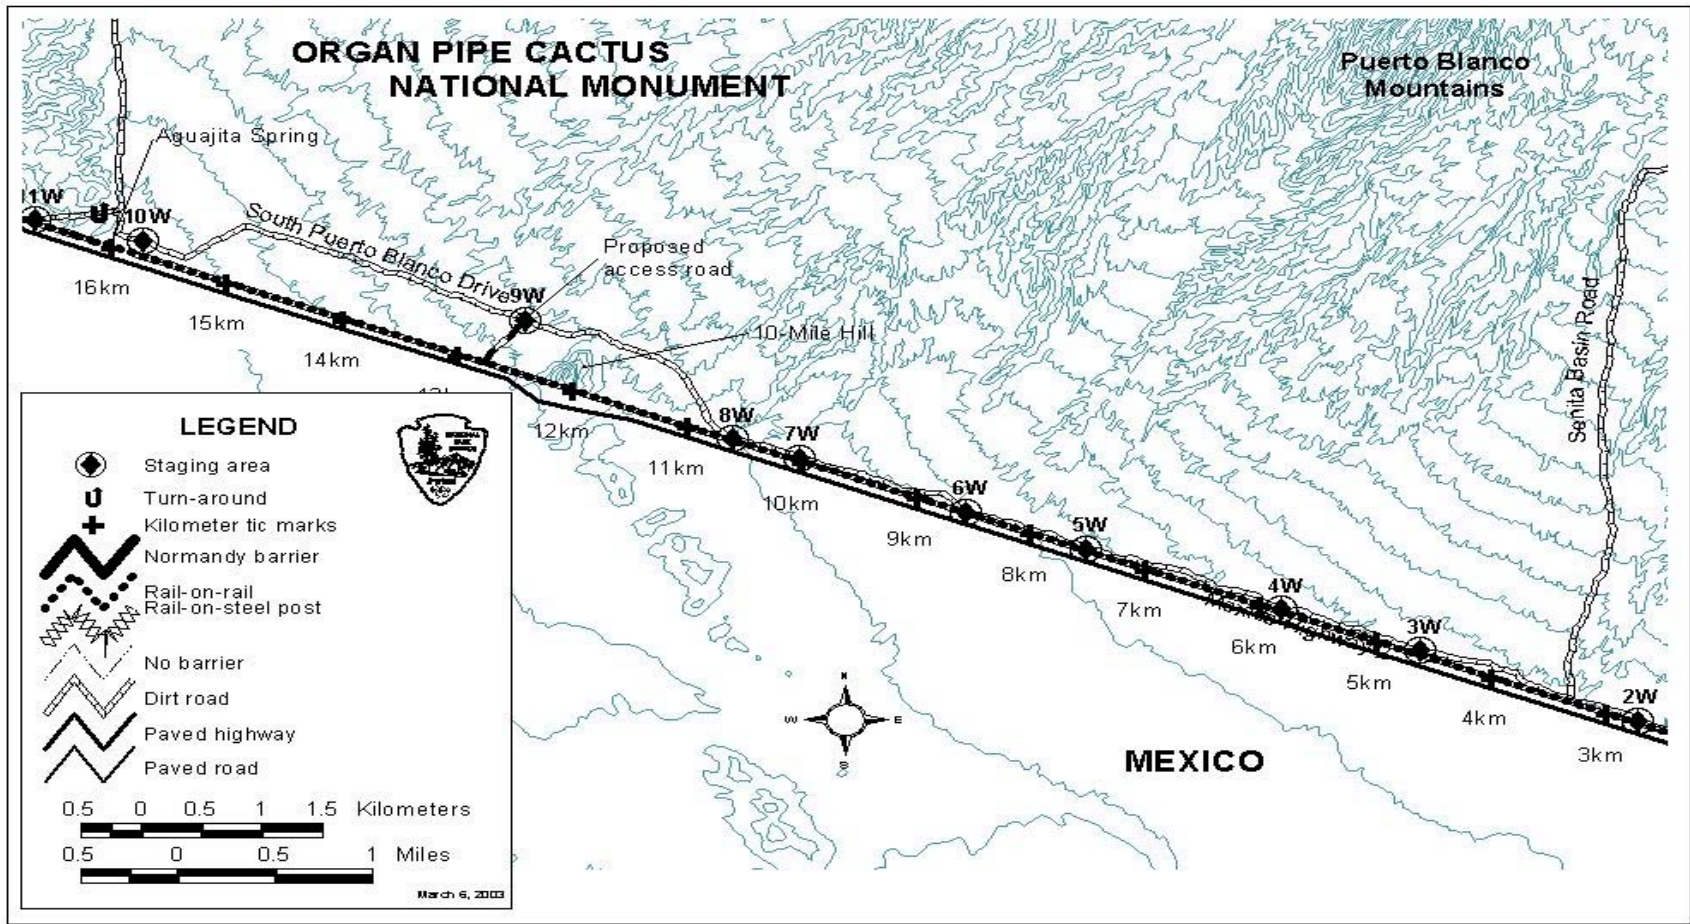 ORGAN PIPE CACTUS
NATIONAL MONUMENT
Puerto Blanco
Mountains
Aguajita Spring
11W
10W
South Puerto Blanco Drive
Proposed
access road
9W
16km
15km
14km
10-Mile Hill
12km
8W
7W
11km
10km
6W
9km
5W
8km
7km
4W
6km
3W
5km
Senita Basin Road
4km
2W
3km
MEXICO
N
W
E
S
LEGEND
Staging area
Turn-around
Kilometer tic marks
Normandy barrier
Rail-on-rail
Rail-on-steel post
No barrier
Dirt road
Paved highway
Paved road
0.5 0 0.5 1 1.5 Kilometers
0.5 0 0.5 1 Miles
March 6, 2003